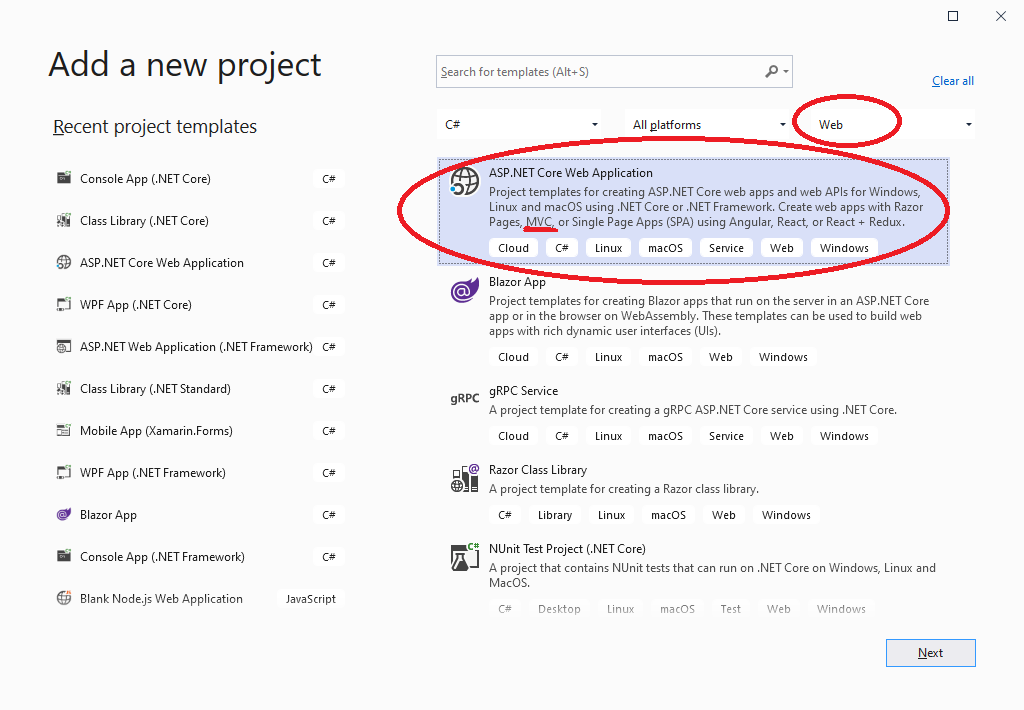 Add a new project
Search for templates (Alt+S)
Clear all
Recent project templates
C#
All platforms
Web
Console App (.NET Core) C#
Class Library (.NET Core) C#
ASP.NET Core Web Application C#
WPF App (.NET Core) C#
ASP.NET Web Application (.NET Framework) C#
Class Library (.NET Standard) C#
Mobile App (Xamarin.Forms) C#
WPF App (.NET Framework) C#
Blazor App C#
Console App (.NET Framework) C#
Blank Node.js Web Application JavaScript
ASP.NET Core Web Application
Project templates for creating ASP.NET Core web apps and web APIs for Windows,
Linux and macOS using .NET Core or .NET Framework. Create web apps with Razor
Pages, MVC, or Single Page Apps (SPA) using Angular, React, or React + Redux.
Cloud C# Linux macOS Service Web Windows
Blazor App
Project templates for creating Blazor apps that run on the server in an ASP.NET Core
app or in the browser on WebAssembly. These templates can be used to build web
apps with rich dynamic user interfaces (UIs).
Cloud C# Linux macOS Web Windows
gRPC
gRPC Service
A project template for creating a gRPC ASP.NET Core service using .NET Core.
Cloud C# Linux macOS Service Web Windows
Razor Class Library
A project template for creating a Razor class library.
C# Library Linux macOS Web Windows
C#
NUnit Test Project (.NET Core)
A project that contains NUnit tests that can run on .NET Core on Windows, Linux and
MacOS.
C# Desktop Linux macOS Test Web Windows
Next